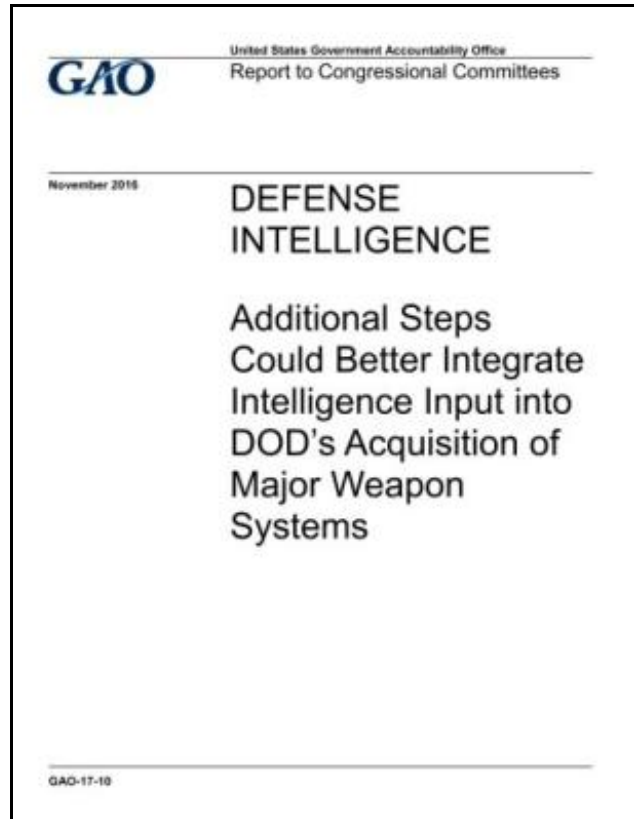 GAO
United States Government Accountability Office
Report to Congressional Committees
November 2016
DEFENSE
INTELLIGENCE
Additional Steps
Could Better Integrate
Intelligence Input into
DOD's Acquisition of
Major Weapon
Systems
GAO-17-10